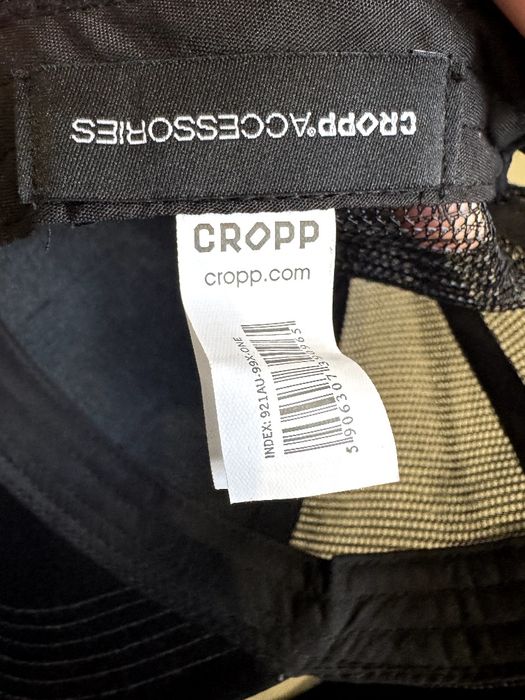 CROPP® ACCESSORIES
CROPP
cropp.com
INDEX: 921AU-99X-ONE